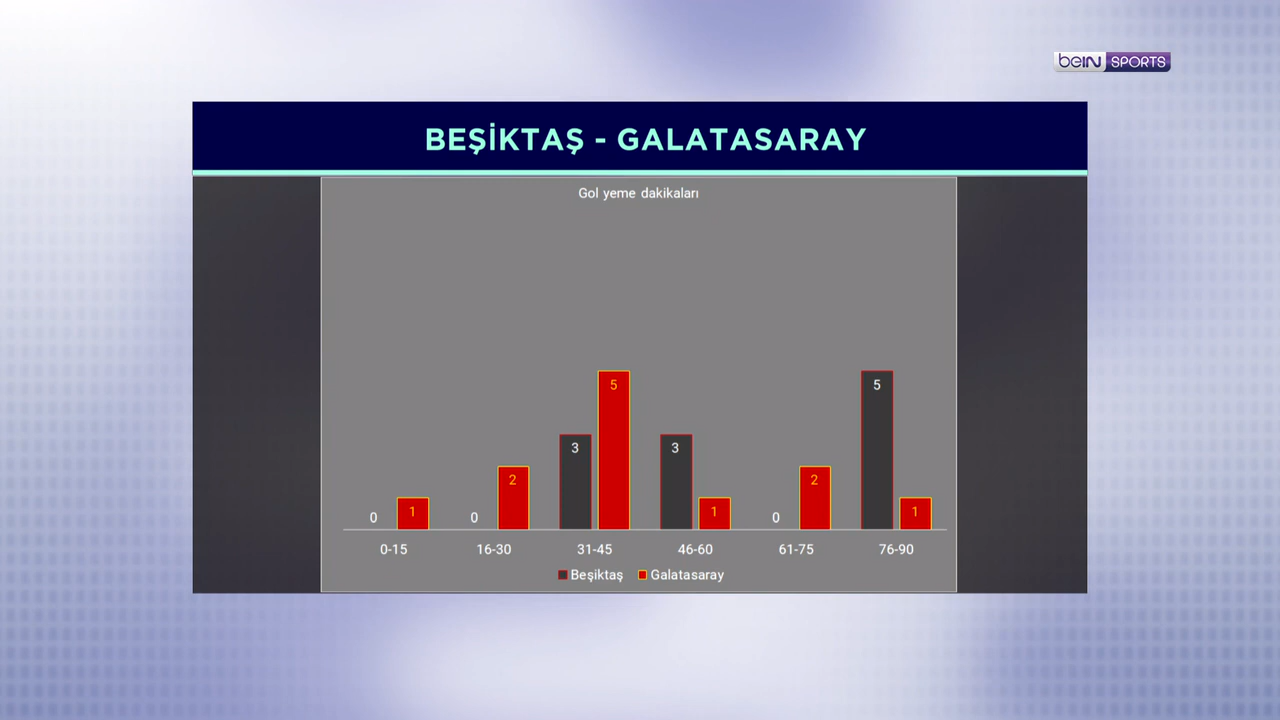 beIN SPORTS
BEŞİKTAŞ - GALATASARAY
Gol yeme dakikaları
0 1 0 2 3 5 3 1 0 2 5 1
0-15 16-30 31-45 46-60 61-75 76-90
Beşiktaş Galatasaray